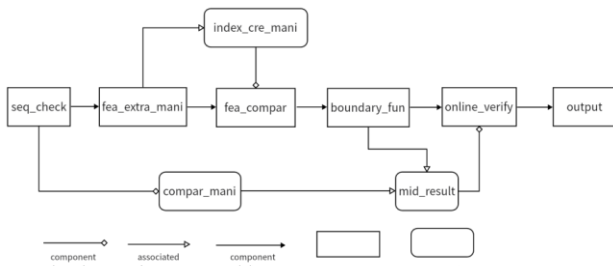 index_cre_mani
seq_check
fea_extra_mani
fea_compar
boundary_fun
online_verify
output
compar_mani
mid_result
component
associated
component